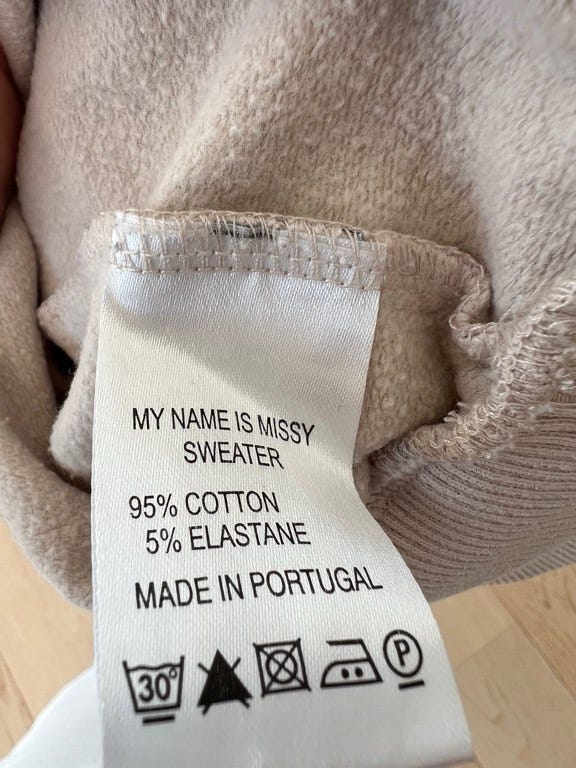 MY NAME IS MISSY
SWEATER
95% COTTON
5% ELASTANE
MADE IN PORTUGAL
30° P